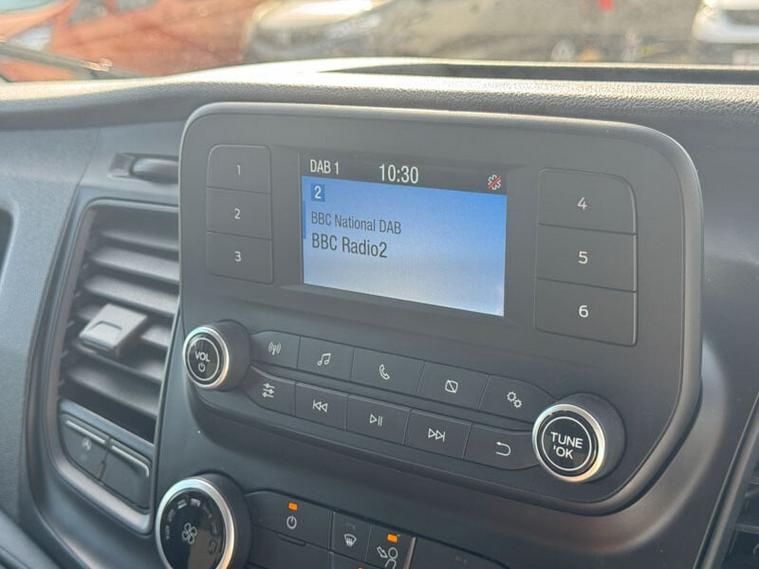 DAB 1 10:30
2
BBC National DAB
BBC Radio2
1
2
3
4
5
6
VOL
TUNE
'OK